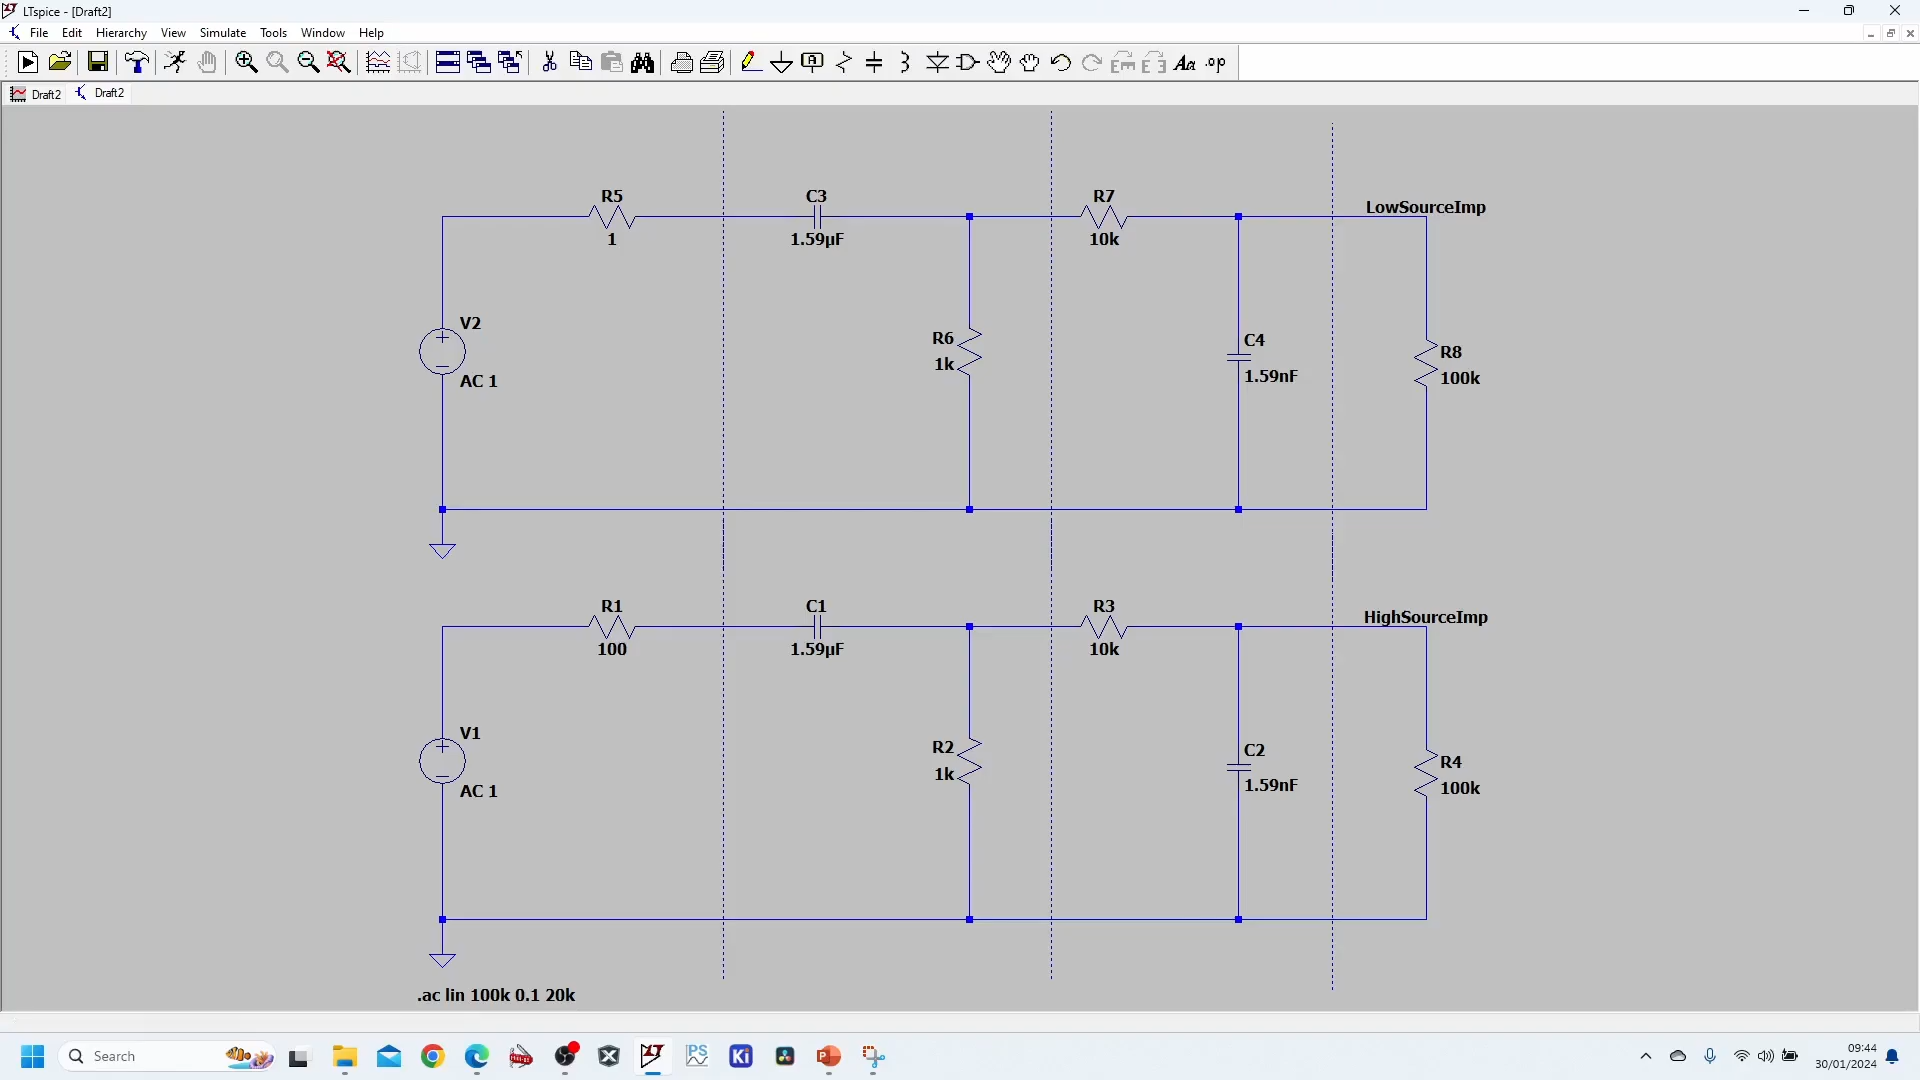 LTspice - [Draft2]
File Edit Hierarchy View Simulate Tools Window Help
Draft2 Draft2
R5 C3 R7 LowSourceImp
1 1.59µF 10k
V2
AC 1
R6
1k
C4
1.59nF
R8
100k
R1 C1 R3 HighSourceImp
100 1.59µF 10k
V1
AC 1
R2
1k
C2
1.59nF
R4
100k
.ac lin 100k 0.1 20k
Search
09:44
30/01/2024